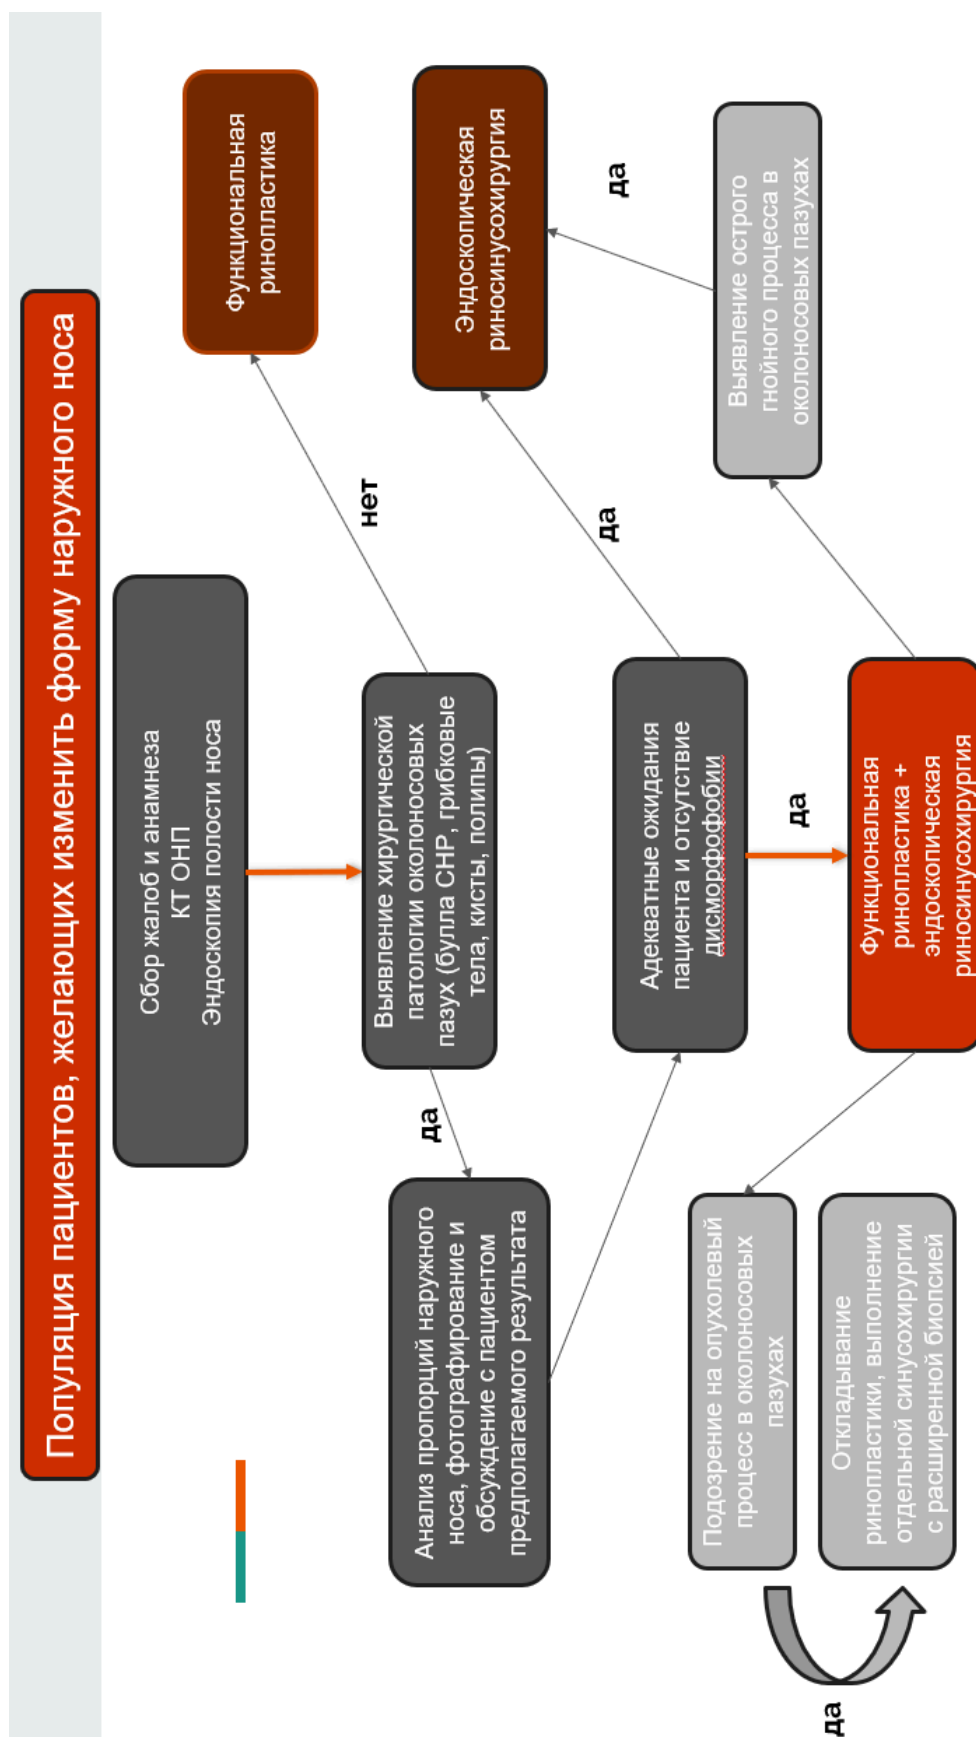 Популяция пациентов, желающих изменить форму наружного носа
Сбор жалоб и анамнеза
КТ ОНП
Эндоскопия полости носа
Функциональная
ринопластика
нет
Выявление хирургической
патологии околоносовых
пазух (булла СНР, грибковые
тела, кисты, полипы)
да
Анализ пропорций наружного
носа, фотографирование и
обсуждение с пациентом
предполагаемого результата
Эндоскопическая
риносинусохирургия
да
да
Адекватные ожидания
пациента и отсутствие
дисморфофобии
да
Подозрение на опухолевый
процесс в околоносовых
пазухах
Выявление острого
гнойного процесса в
околоносовых пазухах
Функциональная
ринопластика +
эндоскопическая
риносинусохирургия
Откладывание
ринопластики, выполнение
отдельной синусохирургии
с расширенной биопсией
да